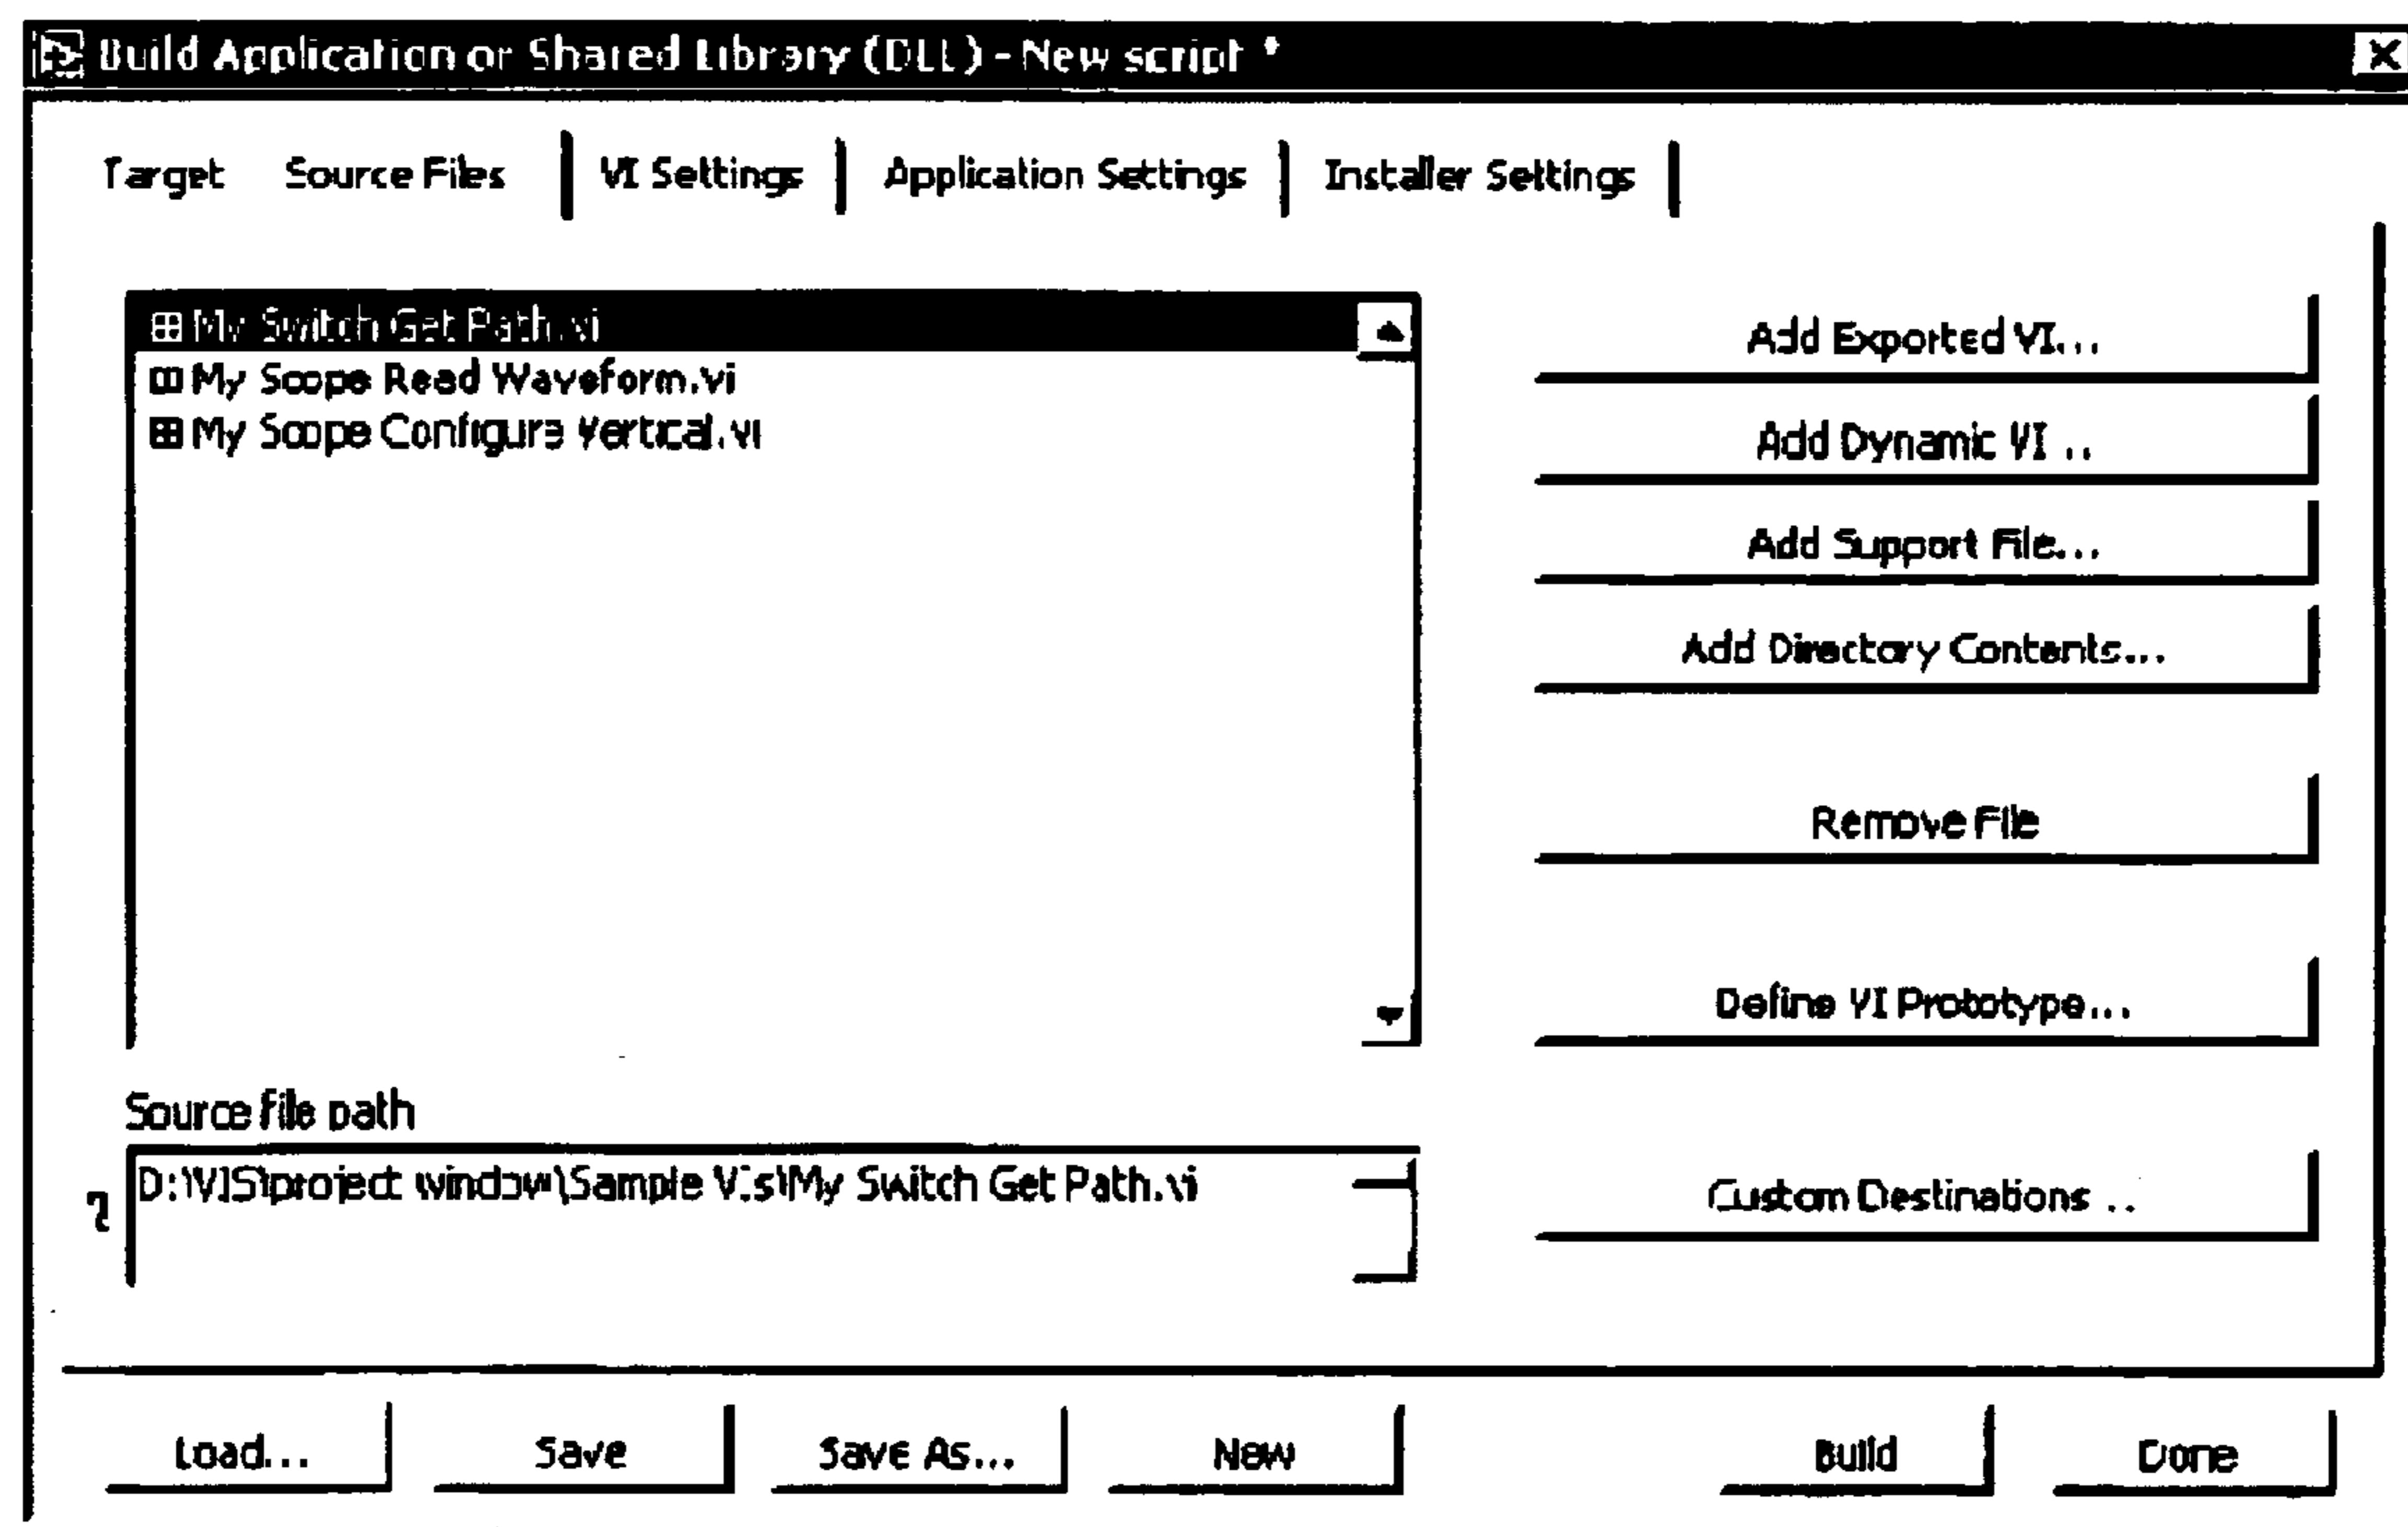 Build Application or Shared Library (DLL) - New script *
Target Source Files VI Settings Application Settings Installer Settings
My Switch Get Path.vi
My Scope Read Waveform.vi
My Scope Configure Vertical.vi
Add Exported VI...
Add Dynamic VI ..
Add Support File...
Add Directory Contents...
Remove File
Define VI Prototype...
Source file path
D:\VIS\project window\Sample VIs\My Switch Get Path.vi
Custom Destinations ..
Load... Save Save As... New Build Done